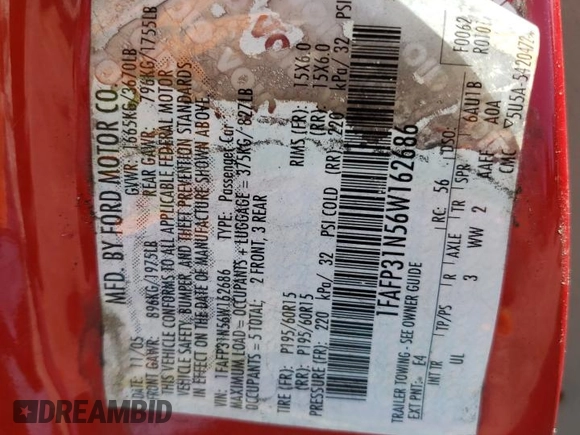 MFD. BY FORD MOTOR CO.
DATE: 11/05 GVWR: 1665KG/3670LB
FRONT GAWR: 896KG/1975LB REAR GAWR: 796KG/1755LB
THIS VEHICLE CONFORMS TO ALL APPLICABLE FEDERAL MOTOR
VEHICLE SAFETY, BUMPER, AND THEFT PREVENTION STANDARDS
IN EFFECT ON THE DATE OF MANUFACTURE SHOWN ABOVE.
VIN: 1FAFP31N56W162686 TYPE: Passenger Car
MAXIMUM LOAD = OCCUPANTS + LUGGAGE = 375KG / 827LB
OCCUPANTS = 5 TOTAL; 2 FRONT, 3 REAR
TIRE (FR): P195/60R15 (RR): P195/60R15 RIMS (FR): 15X6.0 (RR): 15X6.0
PRESSURE (FR): 220 kPa/ 32 PSI COLD (RR): 220 kPa/ 32 PSI
1FAFP31N56W162686
F0062
TRAILER TOWING - SEE OWNER GUIDE
EXT PNT: E4 RC: 56 DSO:
INT TR TP/PS R AXLE TR SPR
UL 3 WW 2 6AU1B
AAEF AOA
DREAMBID